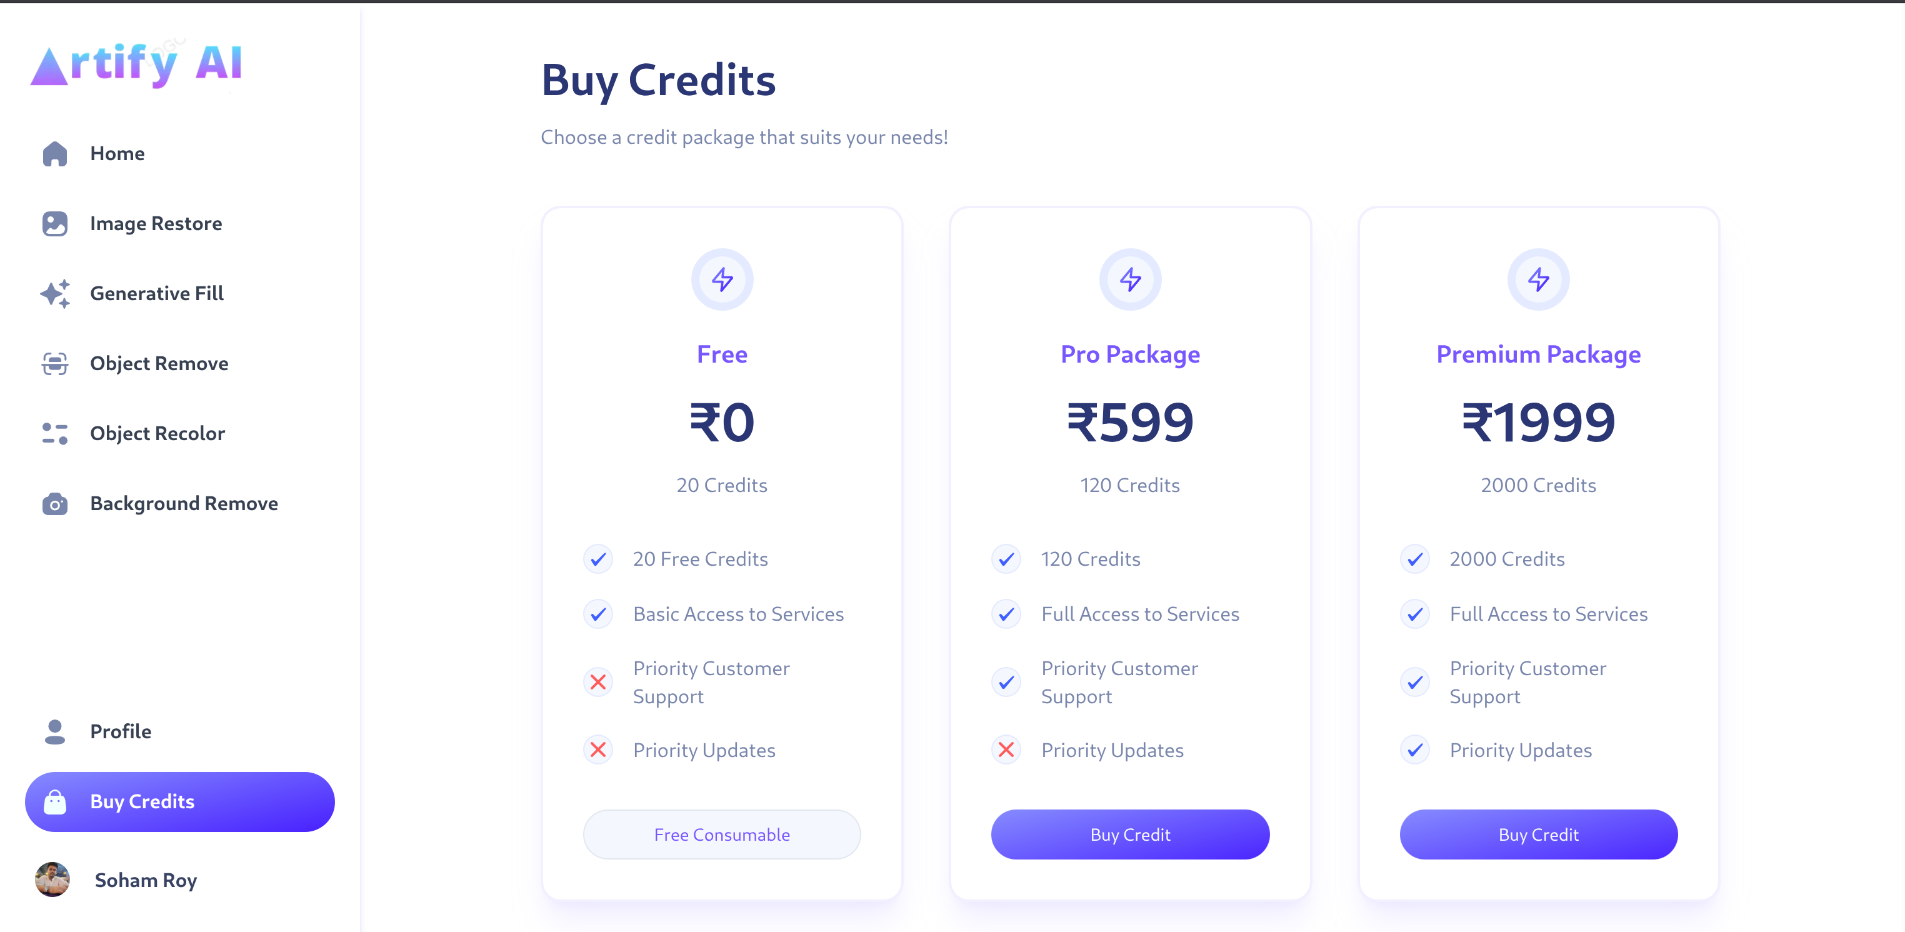 Artify AI
Home
Image Restore
Generative Fill
Object Remove
Object Recolor
Background Remove
Profile
Buy Credits
Soham Roy
Buy Credits
Choose a credit package that suits your needs!
Free
₹0
20 Credits
20 Free Credits
Basic Access to Services
Priority Customer
Support
Priority Updates
Free Consumable
Pro Package
₹599
120 Credits
120 Credits
Full Access to Services
Priority Customer
Support
Priority Updates
Buy Credit
Premium Package
₹1999
2000 Credits
2000 Credits
Full Access to Services
Priority Customer
Support
Priority Updates
Buy Credit